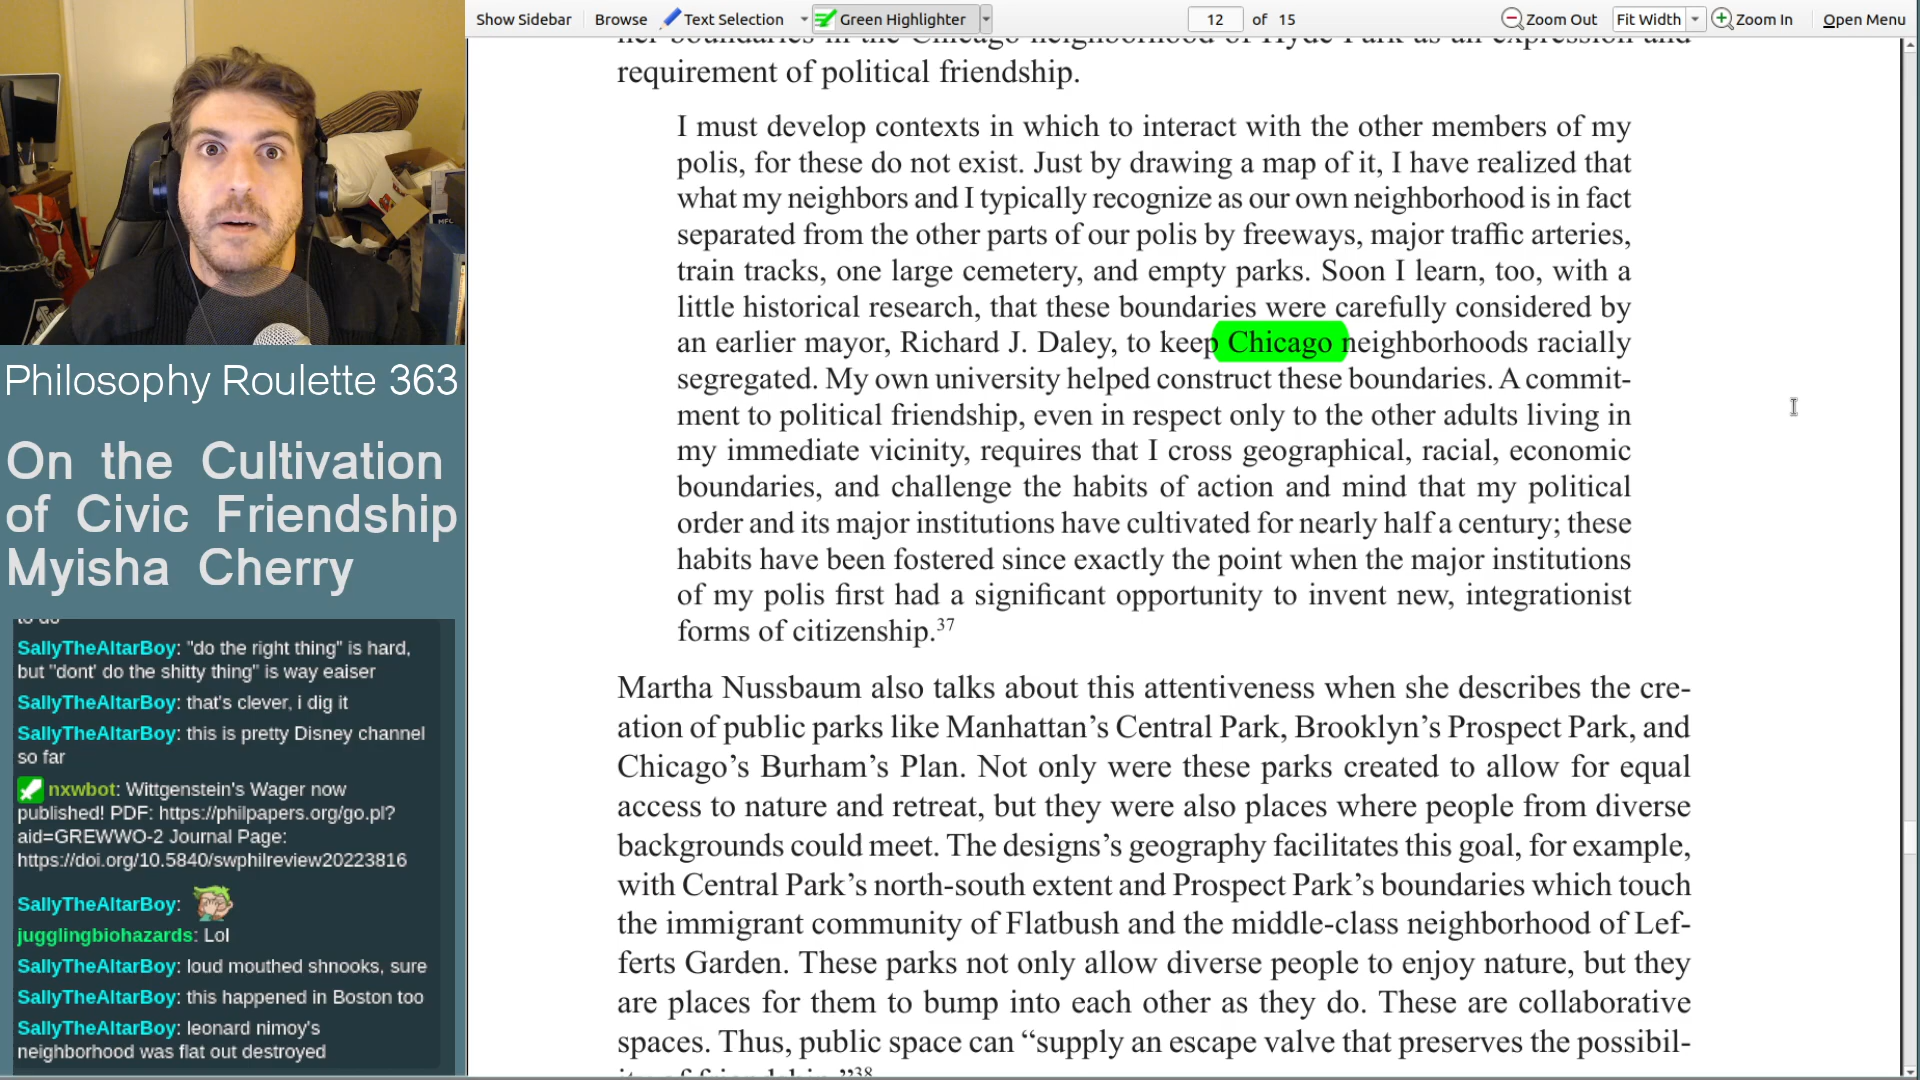 Show Sidebar Browse Text Selection Green Highlighter 12 of 15 Zoom Out Fit Width Zoom In Open Menu
her boundaries in the Chicago neighborhood of Hyde Park as an expression and
requirement of political friendship.
I must develop contexts in which to interact with the other members of my
polis, for these do not exist. Just by drawing a map of it, I have realized that
what my neighbors and I typically recognize as our own neighborhood is in fact
separated from the other parts of our polis by freeways, major traffic arteries,
train tracks, one large cemetery, and empty parks. Soon I learn, too, with a
little historical research, that these boundaries were carefully considered by
an earlier mayor, Richard J. Daley, to keep Chicago neighborhoods racially
segregated. My own university helped construct these boundaries. A commit-
ment to political friendship, even in respect only to the other adults living in
my immediate vicinity, requires that I cross geographical, racial, economic
boundaries, and challenge the habits of action and mind that my political
order and its major institutions have cultivated for nearly half a century; these
habits have been fostered since exactly the point when the major institutions
of my polis first had a significant opportunity to invent new, integrationist
forms of citizenship.37
Martha Nussbaum also talks about this attentiveness when she describes the cre-
ation of public parks like Manhattan’s Central Park, Brooklyn’s Prospect Park, and
Chicago’s Burham’s Plan. Not only were these parks created to allow for equal
access to nature and retreat, but they were also places where people from diverse
backgrounds could meet. The designs’s geography facilitates this goal, for example,
with Central Park’s north-south extent and Prospect Park’s boundaries which touch
the immigrant community of Flatbush and the middle-class neighborhood of Lef-
ferts Garden. These parks not only allow diverse people to enjoy nature, but they
are places for them to bump into each other as they do. These are collaborative
spaces. Thus, public space can “supply an escape valve that preserves the possibil-
ity of friendship.”38
Philosophy Roulette 363
On the Cultivation
of Civic Friendship
Myisha Cherry
to do
SallyTheAltarBoy: "do the right thing" is hard,
but "dont' do the shitty thing" is way eaiser
SallyTheAltarBoy: that's clever, i dig it
SallyTheAltarBoy: this is pretty Disney channel
so far
nxwbot: Wittgenstein's Wager now
published! PDF: https://philpapers.org/go.pl?
aid=GREWWO-2 Journal Page:
https://doi.org/10.5840/swphilreview20223816
SallyTheAltarBoy:
jugglingbiohazards: Lol
SallyTheAltarBoy: loud mouthed shnooks, sure
SallyTheAltarBoy: this happened in Boston too
SallyTheAltarBoy: leonard nimoy's
neighborhood was flat out destroyed